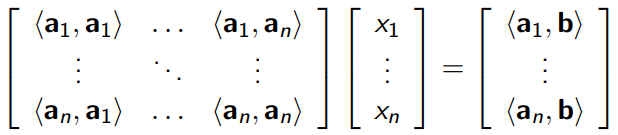 ⟨𝐚₁, 𝐚₁⟩ … ⟨𝐚₁, 𝐚ₙ⟩ x₁ ⟨𝐚₁, 𝐛⟩
⋮ ⋱ ⋮ ⋮ = ⋮
⟨𝐚ₙ, 𝐚₁⟩ … ⟨𝐚ₙ, 𝐚ₙ⟩ xₙ ⟨𝐚ₙ, 𝐛⟩